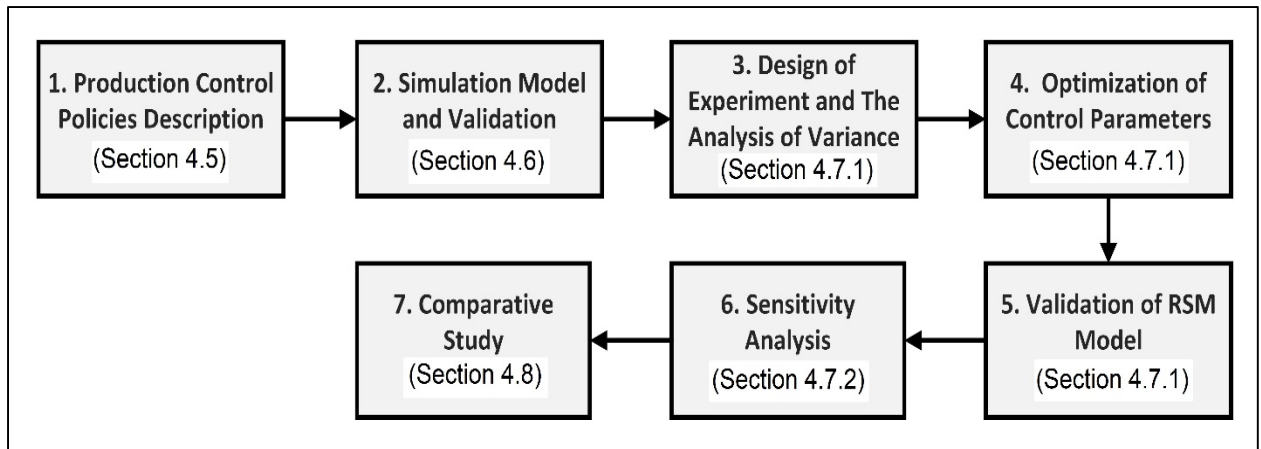 1. Production Control
Policies Description
(Section 4.5)
2. Simulation Model
and Validation
(Section 4.6)
3. Design of
Experiment and The
Analysis of Variance
(Section 4.7.1)
4. Optimization of
Control Parameters
(Section 4.7.1)
5. Validation of RSM
Model
(Section 4.7.1)
6. Sensitivity
Analysis
(Section 4.7.2)
7. Comparative
Study
(Section 4.8)